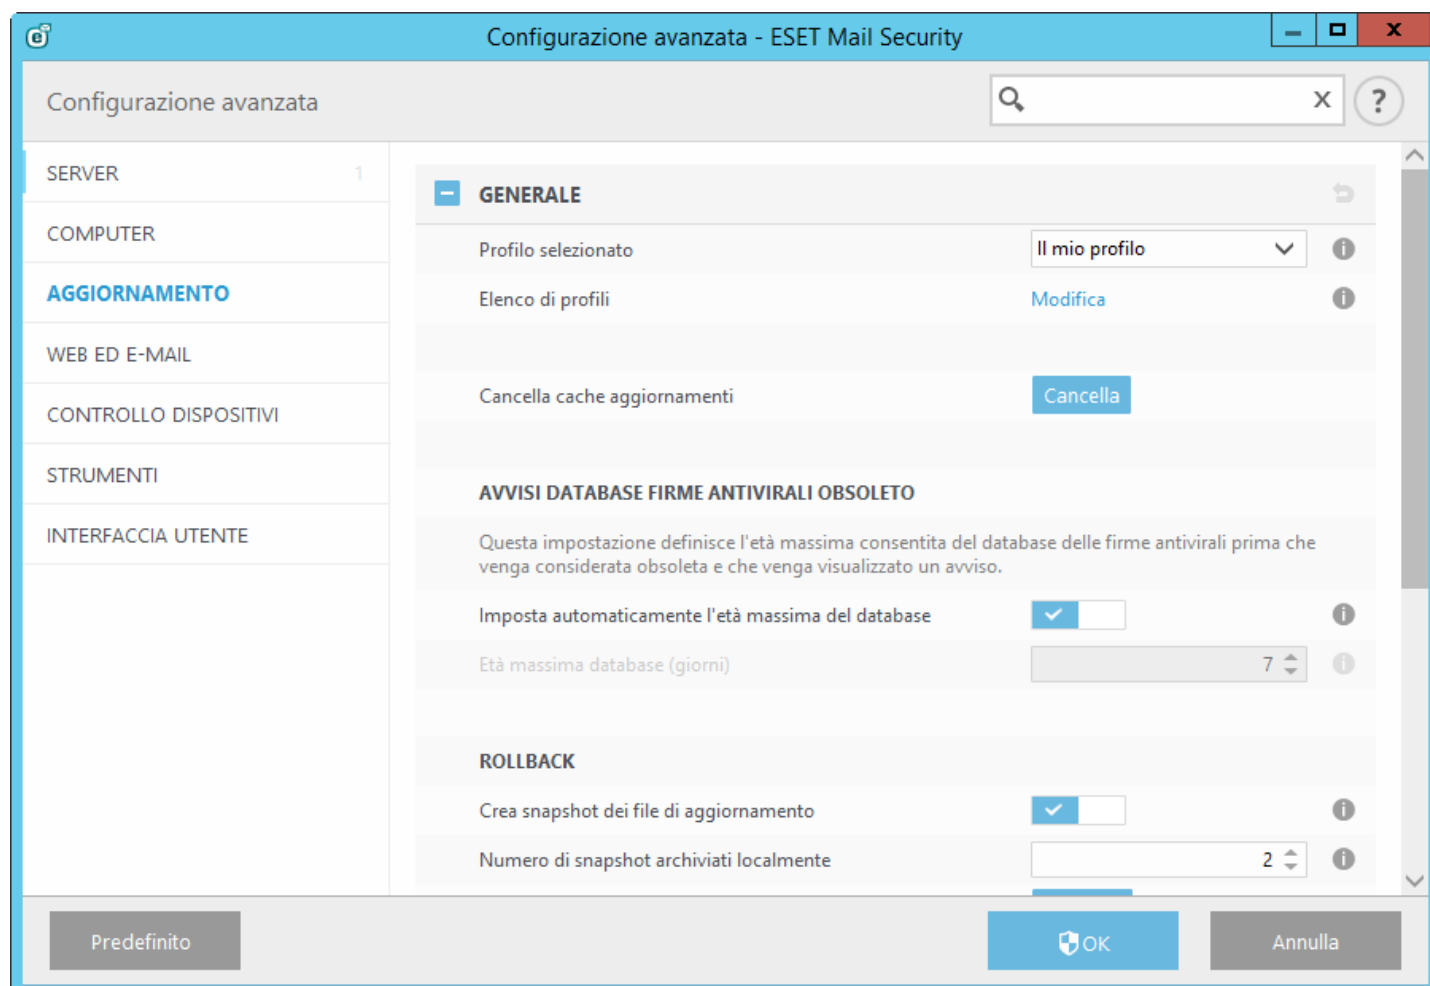 Configurazione avanzata - ESET Mail Security
Configurazione avanzata
SERVER 1
COMPUTER
AGGIORNAMENTO
WEB ED E-MAIL
CONTROLLO DISPOSITIVI
STRUMENTI
INTERFACCIA UTENTE
GENERALE
Profilo selezionato Il mio profilo
Elenco di profili Modifica
Cancella cache aggiornamenti Cancella
AVVISI DATABASE FIRME ANTIVIRALI OBSOLETO
Questa impostazione definisce l'età massima consentita del database delle firme antivirali prima che
venga considerata obsoleta e che venga visualizzato un avviso.
Imposta automaticamente l'età massima del database
Età massima database (giorni) 7
ROLLBACK
Crea snapshot dei file di aggiornamento
Numero di snapshot archiviati localmente 2
Predefinito
OK
Annulla